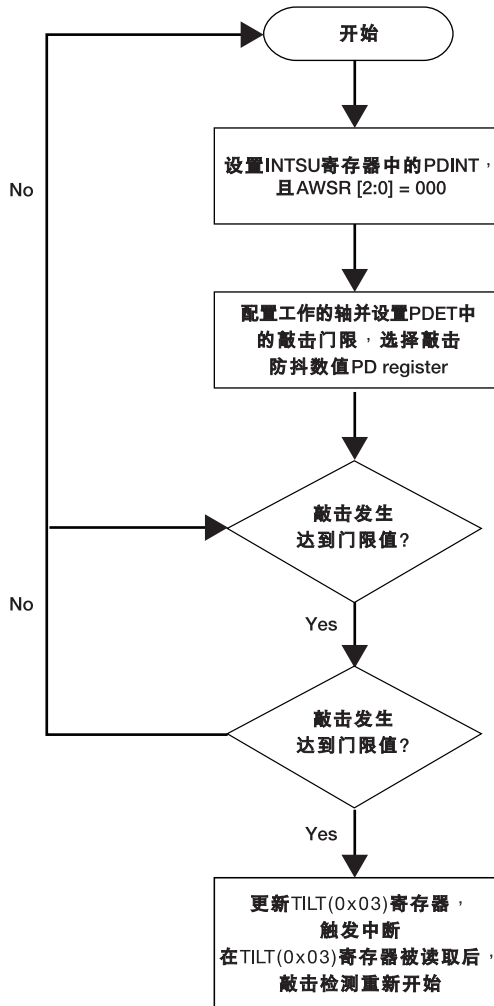 开始
设置INTSU寄存器中的PDINT，
且AWSR [2:0] = 000
No
配置工作的轴并设置PDET中
的敲击门限，选择敲击
防抖数值PD register
敲击发生
达到门限值?
No
Yes
敲击发生
达到门限值?
Yes
更新TILT(0x03)寄存器，
触发中断
在TILT(0x03)寄存器被读取后，
敲击检测重新开始